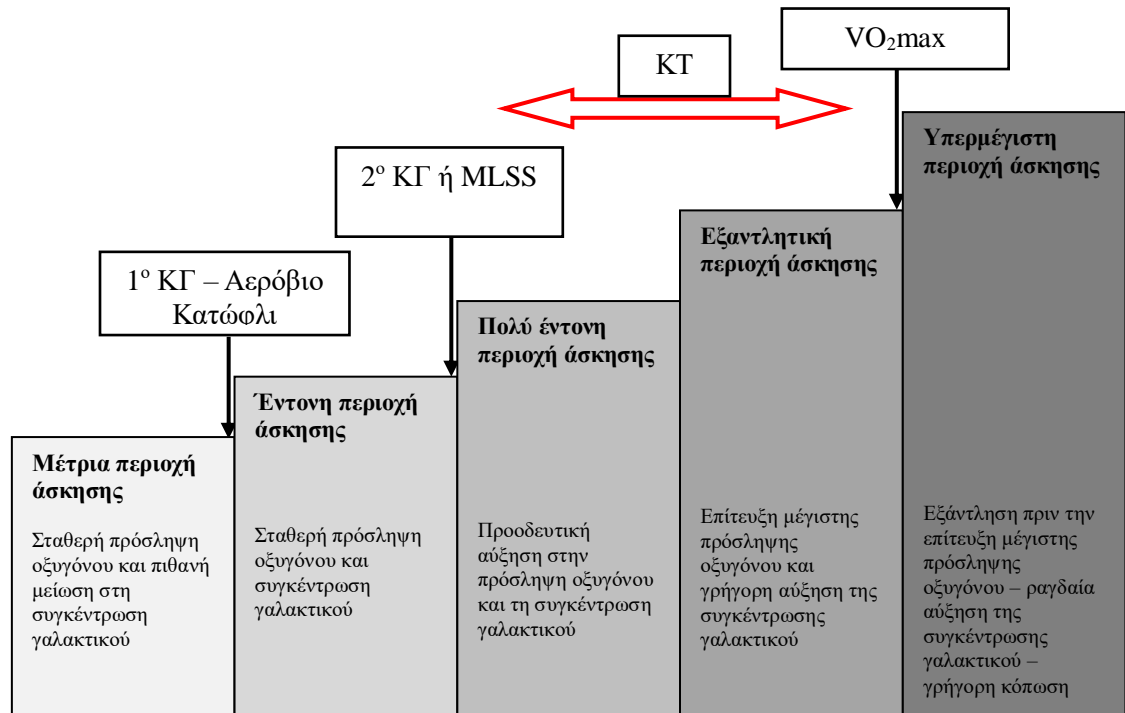 VO₂max
ΚΤ
2º ΚΓ ή MLSS
1º ΚΓ – Αερόβιο
Κατώφλι
Μέτρια περιοχή
άσκησης
Σταθερή πρόσληψη
οξυγόνου και πιθανή
μείωση στη
συγκέντρωση
γαλακτικού
Έντονη περιοχή
άσκησης
Σταθερή πρόσληψη
οξυγόνου και
συγκέντρωση
γαλακτικού
Πολύ έντονη
περιοχή άσκησης
Προοδευτική
αύξηση στην
πρόσληψη οξυγόνου
και τη συγκέντρωση
γαλακτικού
Εξαντλητική
περιοχή άσκησης
Επίτευξη μέγιστης
πρόσληψης
οξυγόνου και
γρήγορη αύξηση της
συγκέντρωσης
γαλακτικού
Υπερμέγιστη
περιοχή άσκησης
Εξάντληση πριν την
επίτευξη μέγιστης
πρόσληψης
οξυγόνου – ραγδαία
αύξηση της
συγκέντρωσης
γαλακτικού –
γρήγορη κόπωση